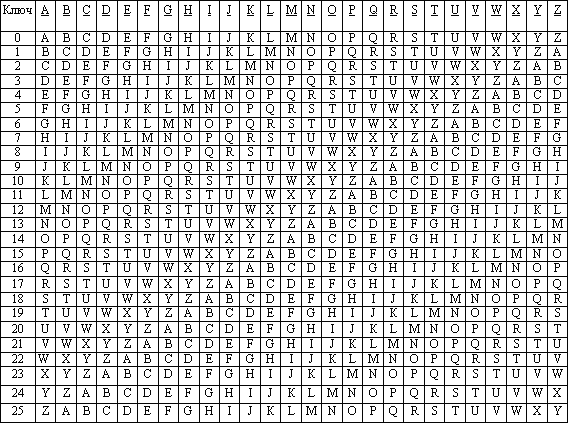 Ключ A B C D E F G H I J K L M N O P Q R S T U V W X Y Z
0 A B C D E F G H I J K L M N O P Q R S T U V W X Y Z
1 B C D E F G H I J K L M N O P Q R S T U V W X Y Z A
2 C D E F G H I J K L M N O P Q R S T U V W X Y Z A B
3 D E F G H I J K L M N O P Q R S T U V W X Y Z A B C
4 E F G H I J K L M N O P Q R S T U V W X Y Z A B C D
5 F G H I J K L M N O P Q R S T U V W X Y Z A B C D E
6 G H I J K L M N O P Q R S T U V W X Y Z A B C D E F
7 H I J K L M N O P Q R S T U V W X Y Z A B C D E F G
8 I J K L M N O P Q R S T U V W X Y Z A B C D E F G H
9 J K L M N O P Q R S T U V W X Y Z A B C D E F G H I
10 K L M N O P Q R S T U V W X Y Z A B C D E F G H I J
11 L M N O P Q R S T U V W X Y Z A B C D E F G H I J K
12 M N O P Q R S T U V W X Y Z A B C D E F G H I J K L
13 N O P Q R S T U V W X Y Z A B C D E F G H I J K L M
14 O P Q R S T U V W X Y Z A B C D E F G H I J K L M N
15 P Q R S T U V W X Y Z A B C D E F G H I J K L M N O
16 Q R S T U V W X Y Z A B C D E F G H I J K L M N O P
17 R S T U V W X Y Z A B C D E F G H I J K L M N O P Q
18 S T U V W X Y Z A B C D E F G H I J K L M N O P Q R
19 T U V W X Y Z A B C D E F G H I J K L M N O P Q R S
20 U V W X Y Z A B C D E F G H I J K L M N O P Q R S T
21 V W X Y Z A B C D E F G H I J K L M N O P Q R S T U
22 W X Y Z A B C D E F G H I J K L M N O P Q R S T U V
23 X Y Z A B C D E F G H I J K L M N O P Q R S T U V W
24 Y Z A B C D E F G H I J K L M N O P Q R S T U V W X
25 Z A B C D E F G H I J K L M N O P Q R S T U V W X Y